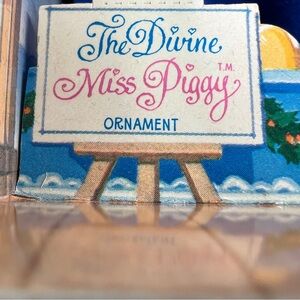 The Divine
Miss Piggy T.M.
ORNAMENT